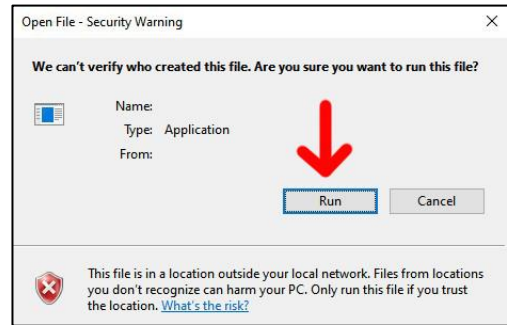 Open File - Security Warning
We can't verify who created this file. Are you sure you want to run this file?
Name:
Type: Application
From:
Run Cancel
This file is in a location outside your local network. Files from locations
you don't recognize can harm your PC. Only run this file if you trust
the location. What's the risk?